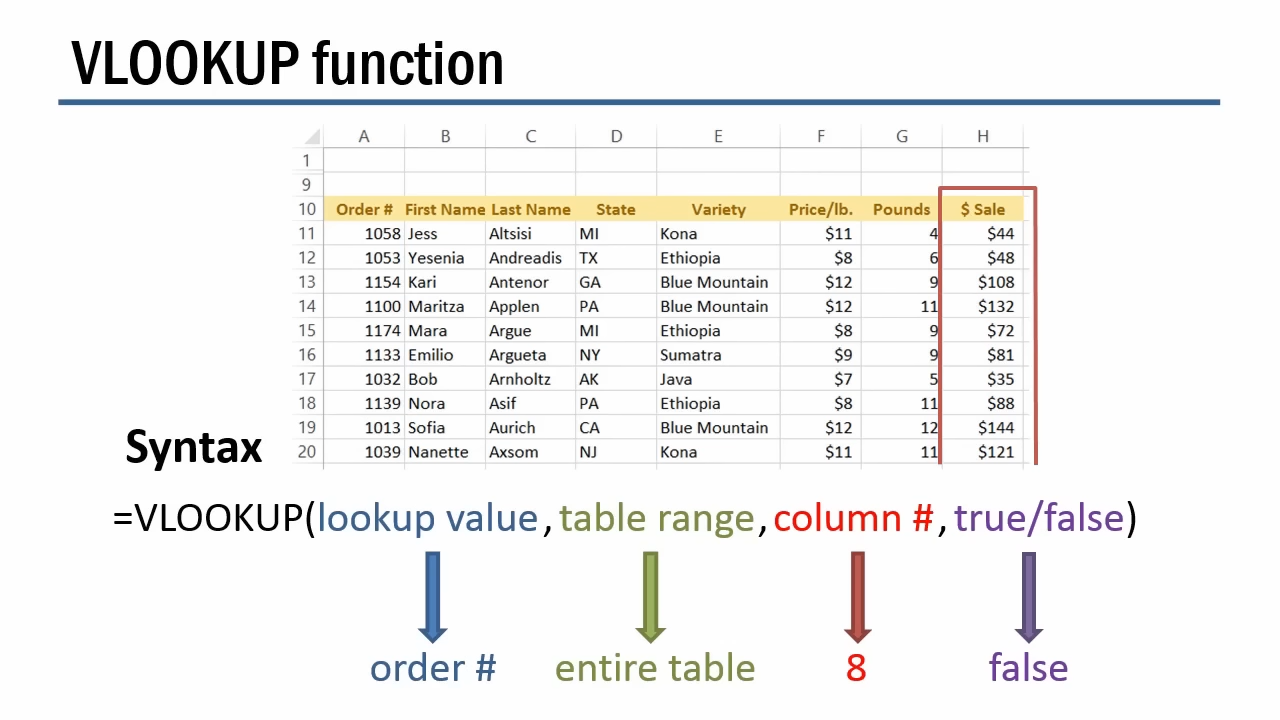 VLOOKUP function
A B C D E F G H
1
9
10 Order # First Name Last Name State Variety Price/lb. Pounds $ Sale
11 1058 Jess Altsisi MI Kona $11 4 $44
12 1053 Yesenia Andreadis TX Ethiopia $8 6 $48
13 1154 Kari Antenor GA Blue Mountain $12 9 $108
14 1100 Maritza Applen PA Blue Mountain $12 11 $132
15 1174 Mara Argue MI Ethiopia $8 9 $72
16 1133 Emilio Argueta NY Sumatra $9 9 $81
17 1032 Bob Arnholtz AK Java $7 5 $35
18 1139 Nora Asif PA Ethiopia $8 11 $88
19 1013 Sofia Aurich CA Blue Mountain $12 12 $144
20 1039 Nanette Axsom NJ Kona $11 11 $121
Syntax
=VLOOKUP(lookup value,table range,column #,true/false)
order # entire table 8 false